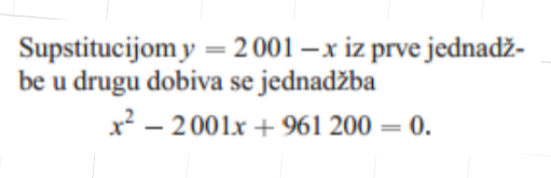 Supstitucijom y = 2 001 – x iz prve jednadž-
be u drugu dobiva se jednadžba
x² – 2 001x + 961 200 = 0.